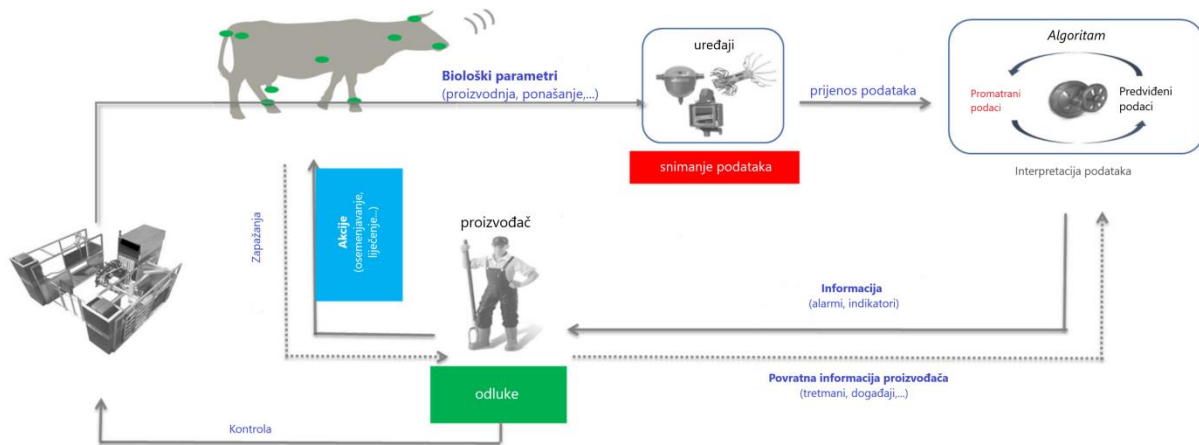 uređaji
Algoritam
Biološki parametri
(proizvodnja, ponašanje,...)
prijenos podataka
Promatrani
podaci
Predviđeni
podaci
snimanje podataka
Interpretacija podataka
Zapažanja
Akcije
(osemenjavanje,
liječenje...)
proizvođač
Informacija
(alarmi, indikatori)
odluke
Povratna informacija proizvođača
(tretmani, događaji,...)
Kontrola